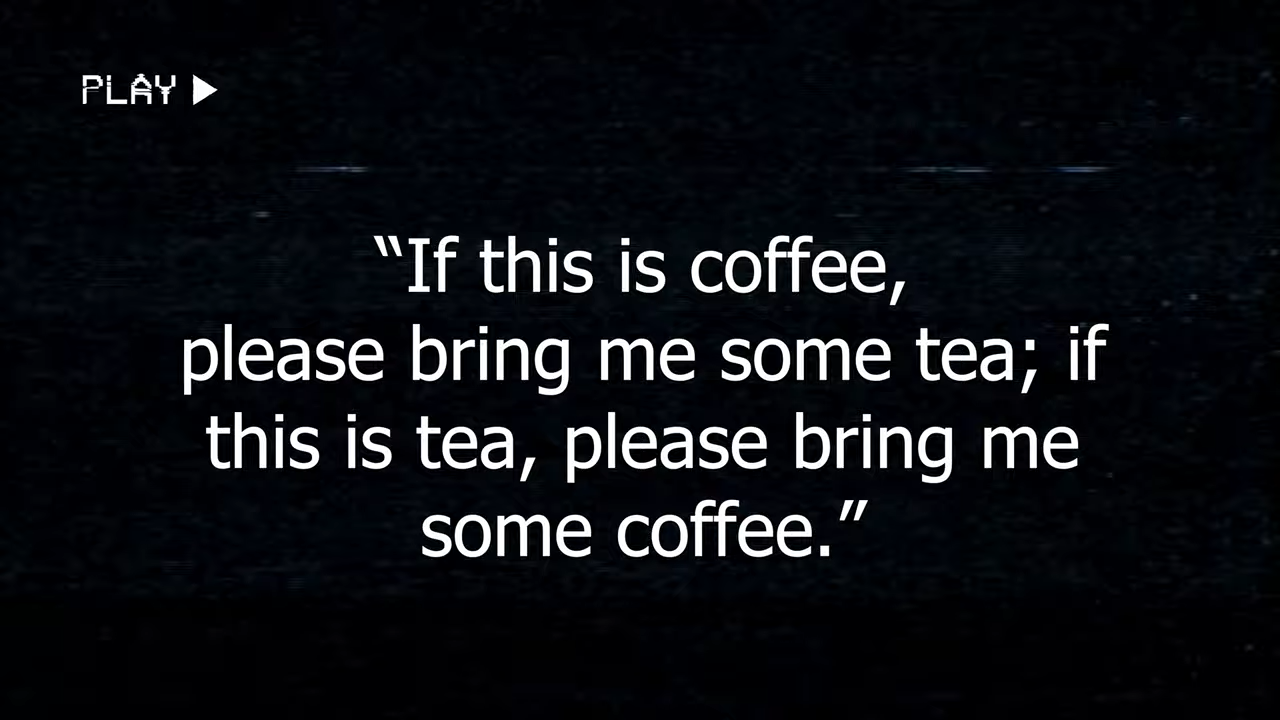 PLAY
“If this is coffee,
please bring me some tea; if
this is tea, please bring me
some coffee.”